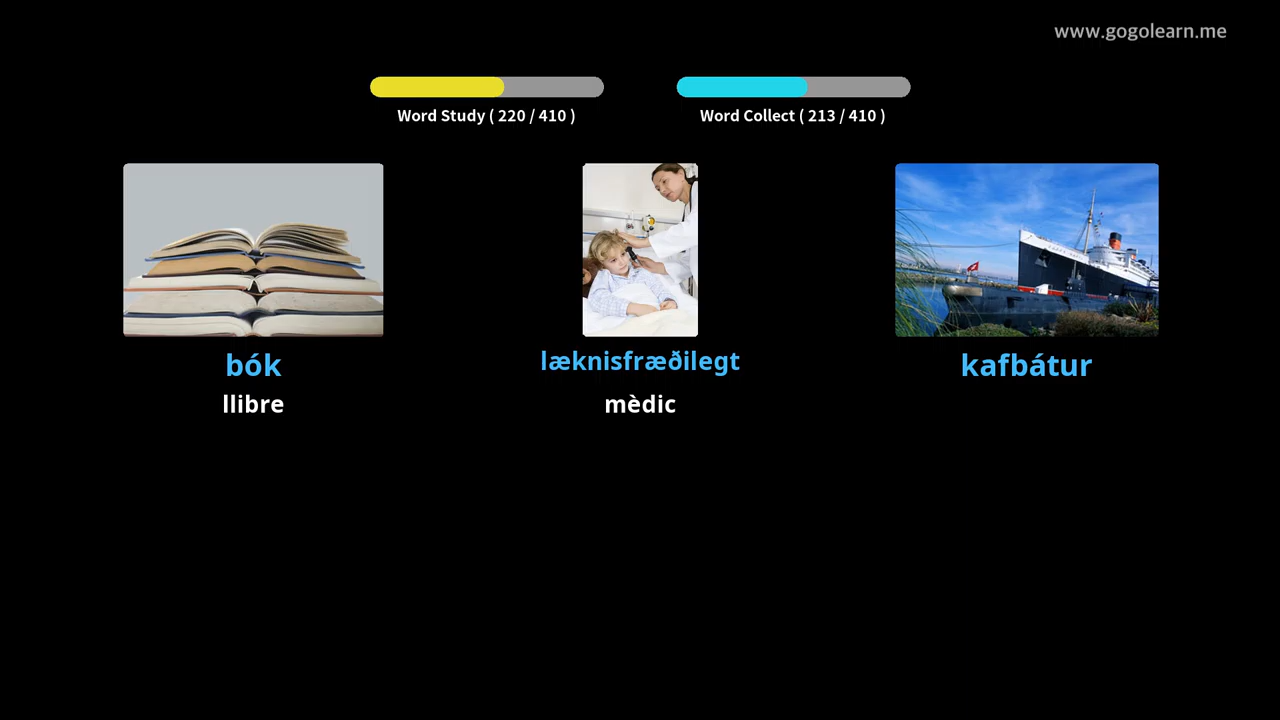 www.gogolearn.me
Word Study ( 220 / 410 )
Word Collect ( 213 / 410 )
bók
læknisfræðilegt
kafbátur
llibre
mèdic